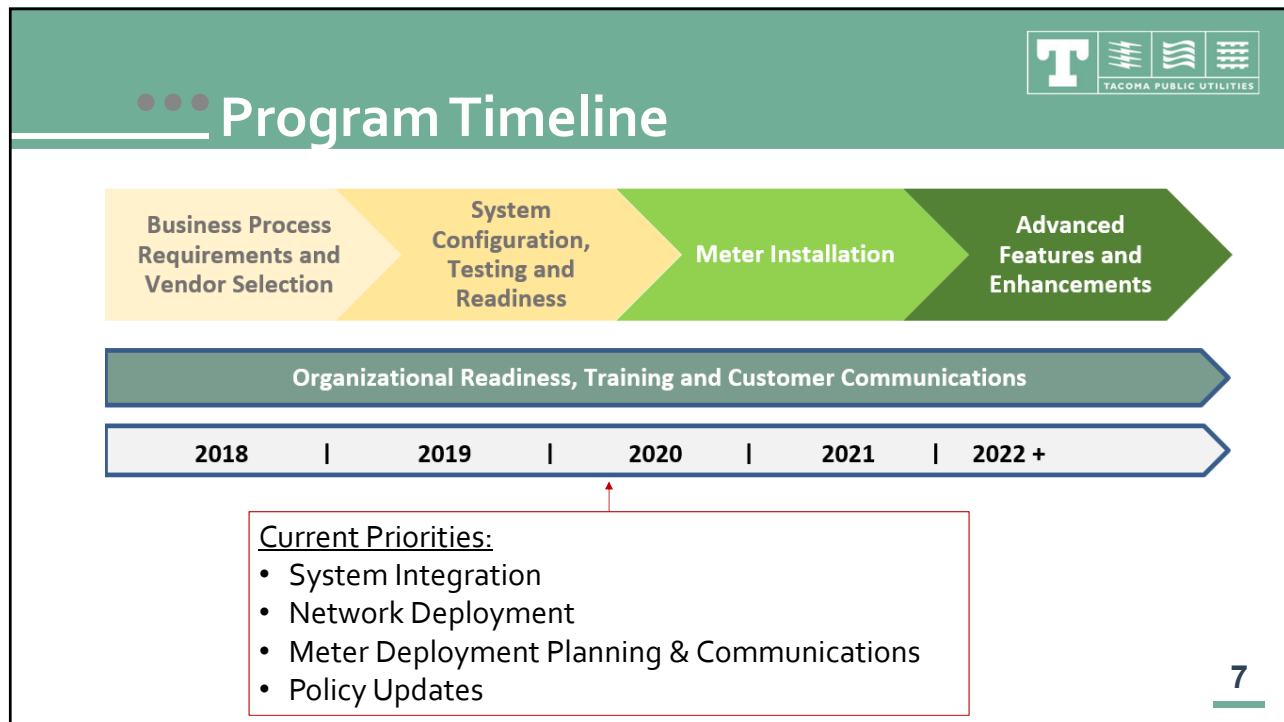 TACOMA PUBLIC UTILITIES
Program Timeline
Business Process
Requirements and
Vendor Selection
System
Configuration,
Testing and
Readiness
Meter Installation
Advanced
Features and
Enhancements
Organizational Readiness, Training and Customer Communications
2018 | 2019 | 2020 | 2021 | 2022 +
Current Priorities:
• System Integration
• Network Deployment
• Meter Deployment Planning & Communications
• Policy Updates
7